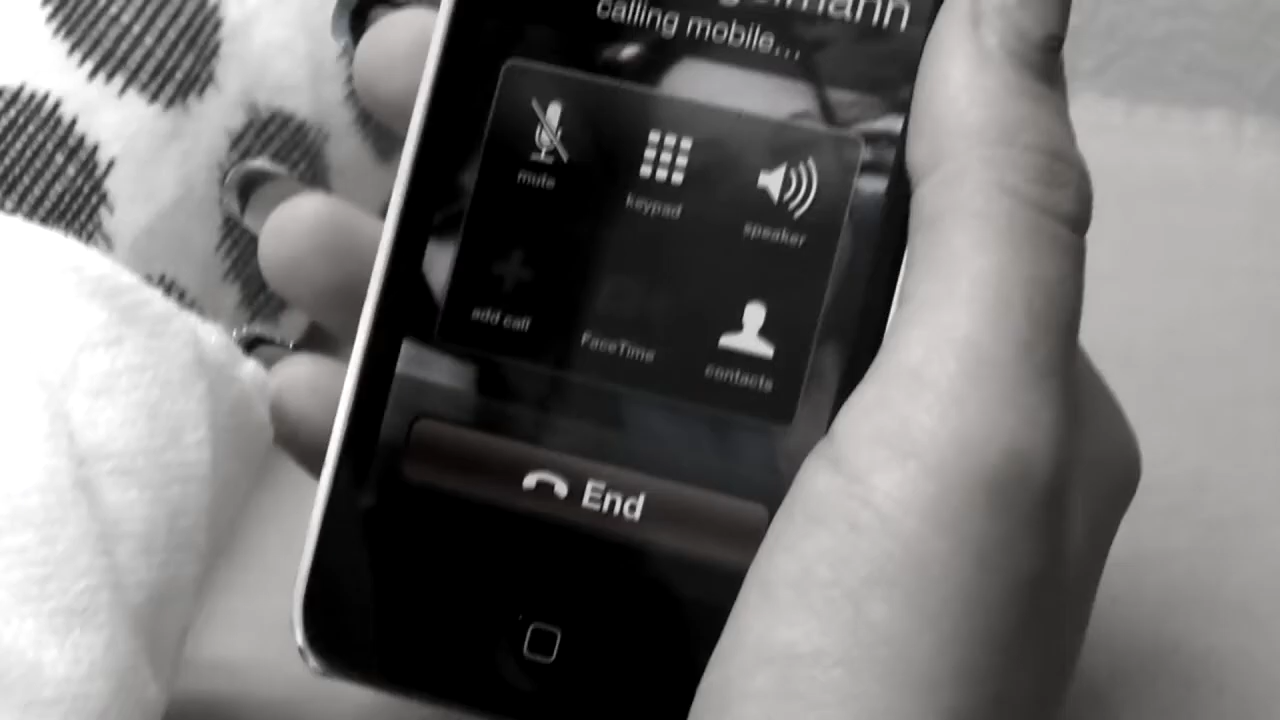 calling mobile...
mute
keypad
speaker
add call
FaceTime
contacts
End